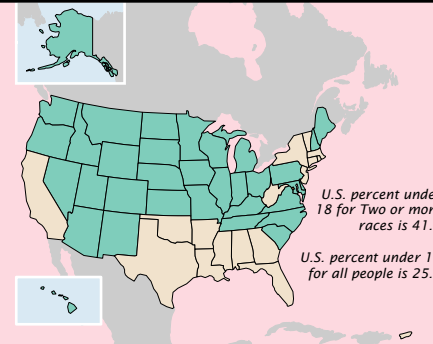 U.S. percent unde
18 for Two or mor
races is 41.
U.S. percent under 1
for all people is 25.